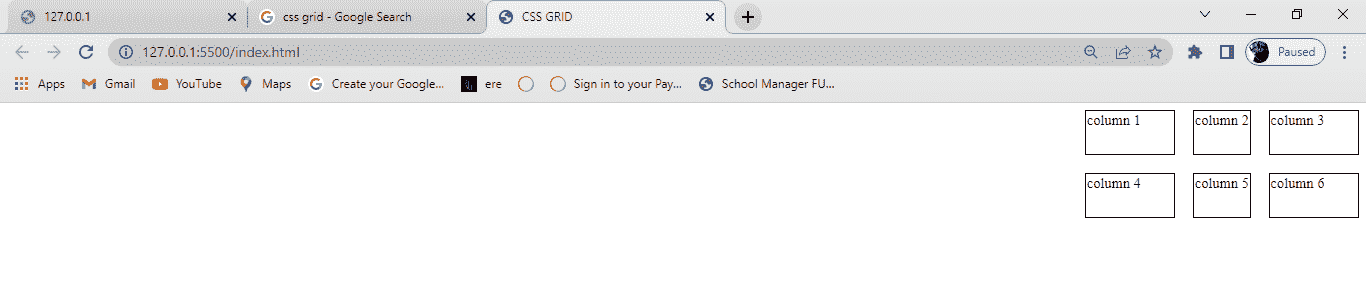 127.0.0.1
css grid - Google Search
CSS GRID
127.0.0.1:5500/index.html
Paused
Apps
Gmail
YouTube
Maps
Create your Google...
ere
Sign in to your Pay...
School Manager FU...
column 1
column 2
column 3
column 4
column 5
column 6